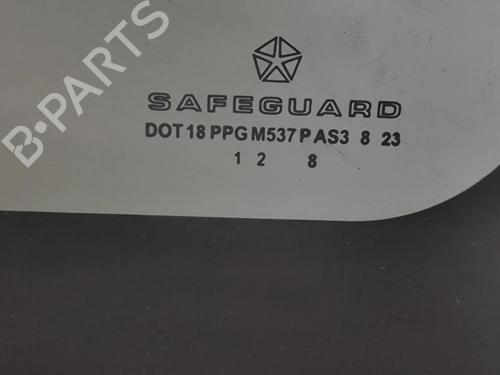 B-PARTS
SAFEGUARD
DOT 18 PPG M537 P AS3 8 23
1 2 8